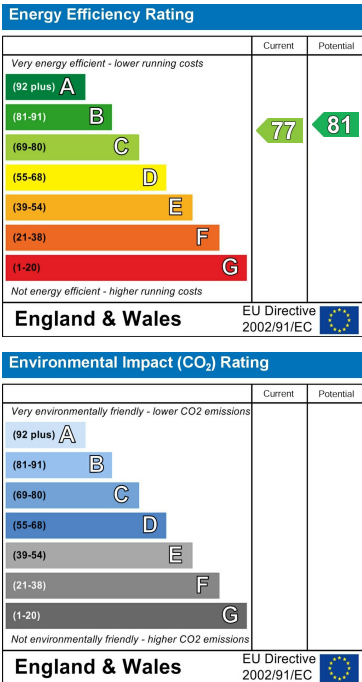 Energy Efficiency Rating
Current Potential
Very energy efficient - lower running costs
(92 plus) A
(81-91) B
(69-80) C
(55-68) D
(39-54) E
(21-38) F
(1-20) G
77
81
Not energy efficient - higher running costs
England & Wales
EU Directive
2002/91/EC
Environmental Impact (CO₂) Rating
Current Potential
Very environmentally friendly - lower CO2 emissions
(92 plus) A
(81-91) B
(69-80) C
(55-68) D
(39-54) E
(21-38) F
(1-20) G
Not environmentally friendly - higher CO2 emissions
England & Wales
EU Directive
2002/91/EC